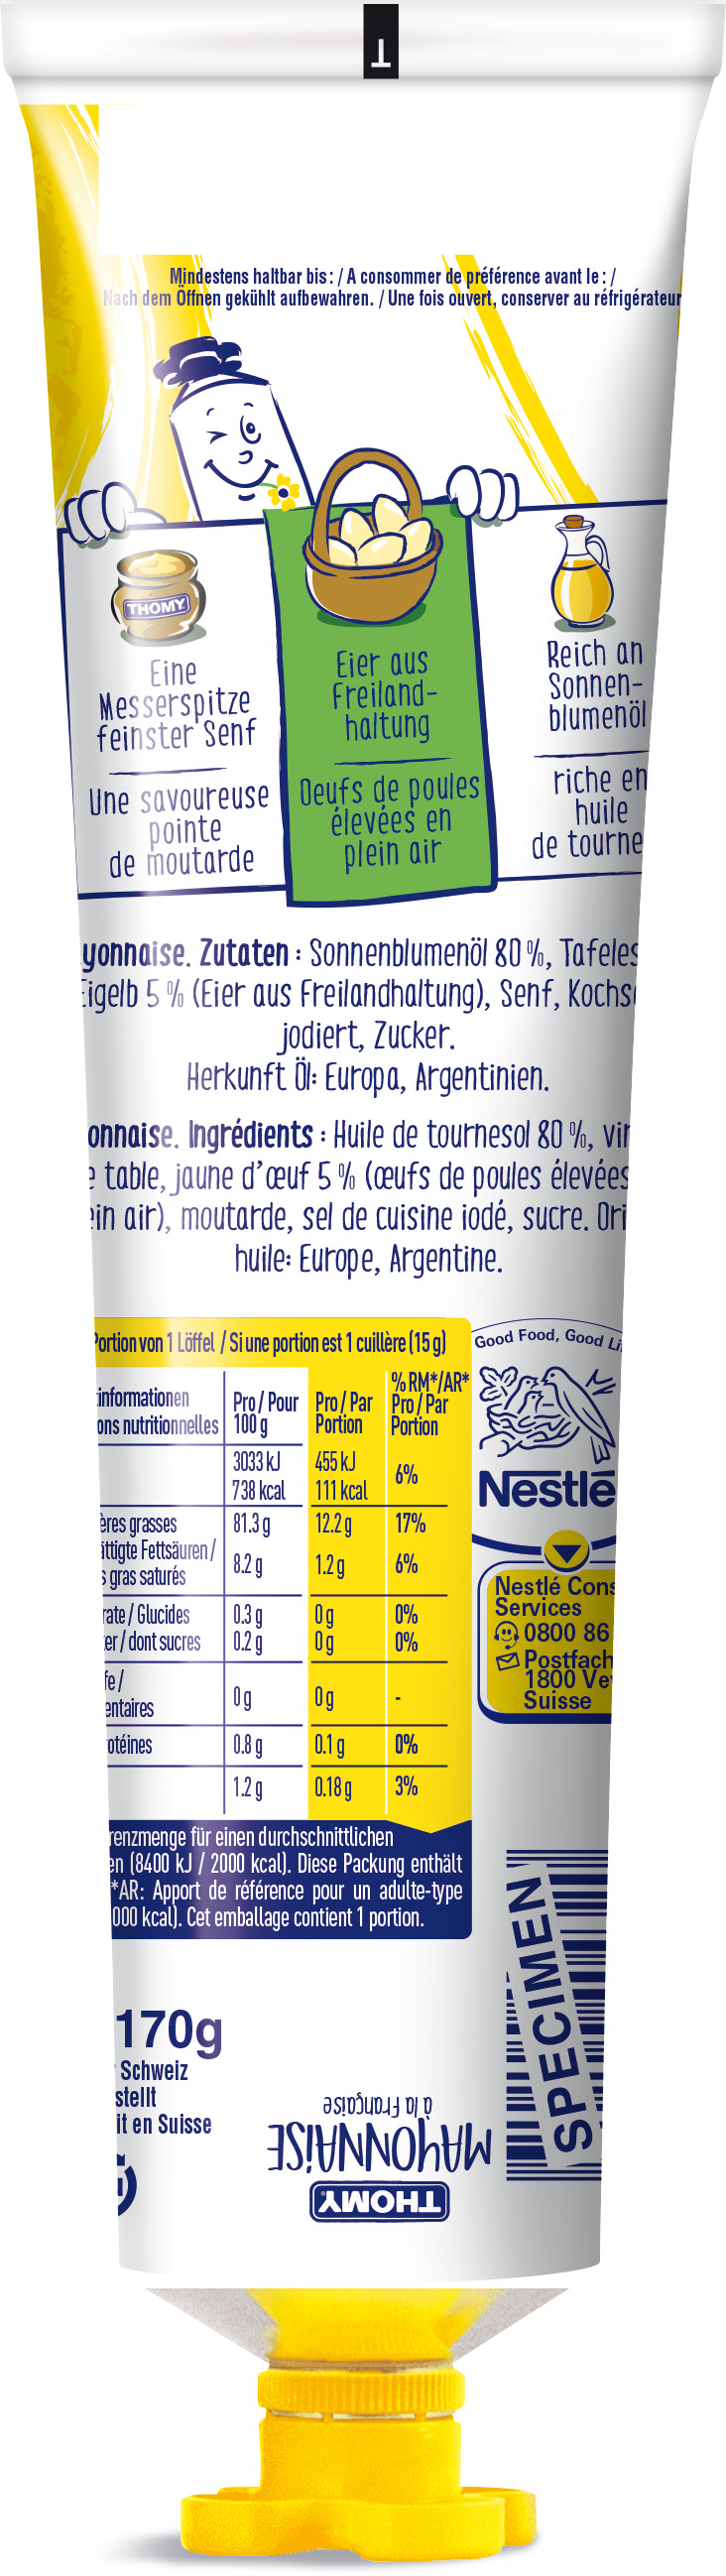 T
Mindestens haltbar bis: / A consommer de préférence avant le: /
Nach dem Öffnen gekühlt aufbewahren. / Une fois ouvert, conserver au réfrigérateur
THOMY
Eine
Messerspitze
feinster Senf
Une savoureuse
pointe
de moutarde
Eier aus
Freiland-
haltung
Oeufs de poules
élevées en
plein air
Reich an
Sonnen-
blumenöl
riche en
huile
de tourne
yonnaise. Zutaten : Sonnenblumenöl 80 %, Tafeles
Eigelb 5 % (Eier aus Freilandhaltung), Senf, Kochs
jodiert, Zucker.
Herkunft Öl: Europa, Argentinien.
onnaise. Ingrédients : Huile de tournesol 80 %, vin
e table, jaune d'œuf 5 % (œufs de poules élevées
ein air), moutarde, sel de cuisine iodé, sucre. Ori
huile: Europe, Argentine.
Portion von 1 Löffel / Si une portion est 1 cuillère (15 g)
informationen
ons nutritionnelles
Pro / Pour
100 g
Pro / Par
Portion
% RM*/AR*
Pro / Par
Portion
3033 kJ 455 kJ
738 kcal 111 kcal 6%
ères grasses 81.3 g 12.2 g 17%
ättigte Fettsäuren /
s gras saturés 8.2 g 1.2 g 6%
rate / Glucides 0.3 g 0 g 0%
er / dont sucres 0.2 g 0 g 0%
fe /
entaires 0 g 0 g -
otéines 0.8 g 0.1 g 0%
1.2 g 0.18 g 3%
renzmenge für einen durchschnittlichen
en (8400 kJ / 2000 kcal). Diese Packung enthält
*AR: Apport de référence pour un adulte-type
000 kcal). Cet emballage contient 1 portion.
Good Food, Good Li
Nestlé
Nestlé Cons
Services
0800 86
Postfach
1800 Ve
Suisse
SPECIMEN
170g
Schweiz
stellt
it en Suisse
THOMY
MAYONNAISE
à la Française